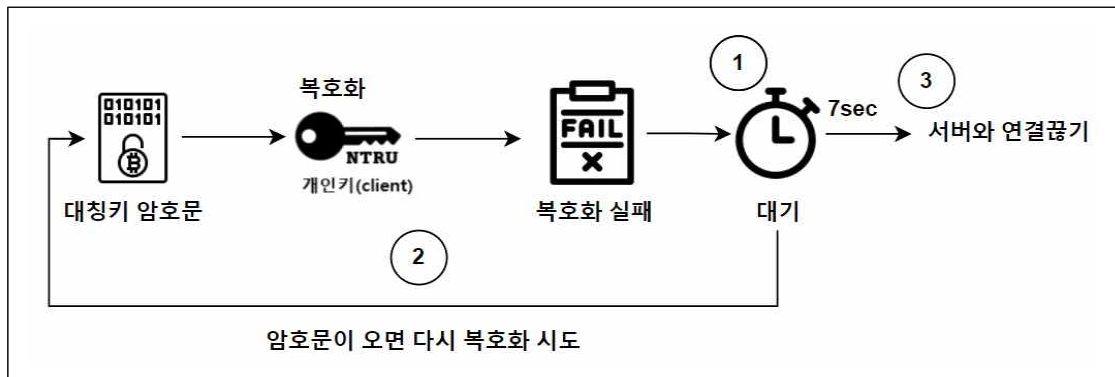 1
3
복호화
010101
010101
7sec
FAIL
서버와 연결끊기
NTRU
개인키(client)
대칭키 암호문
복호화 실패
대기
2
암호문이 오면 다시 복호화 시도